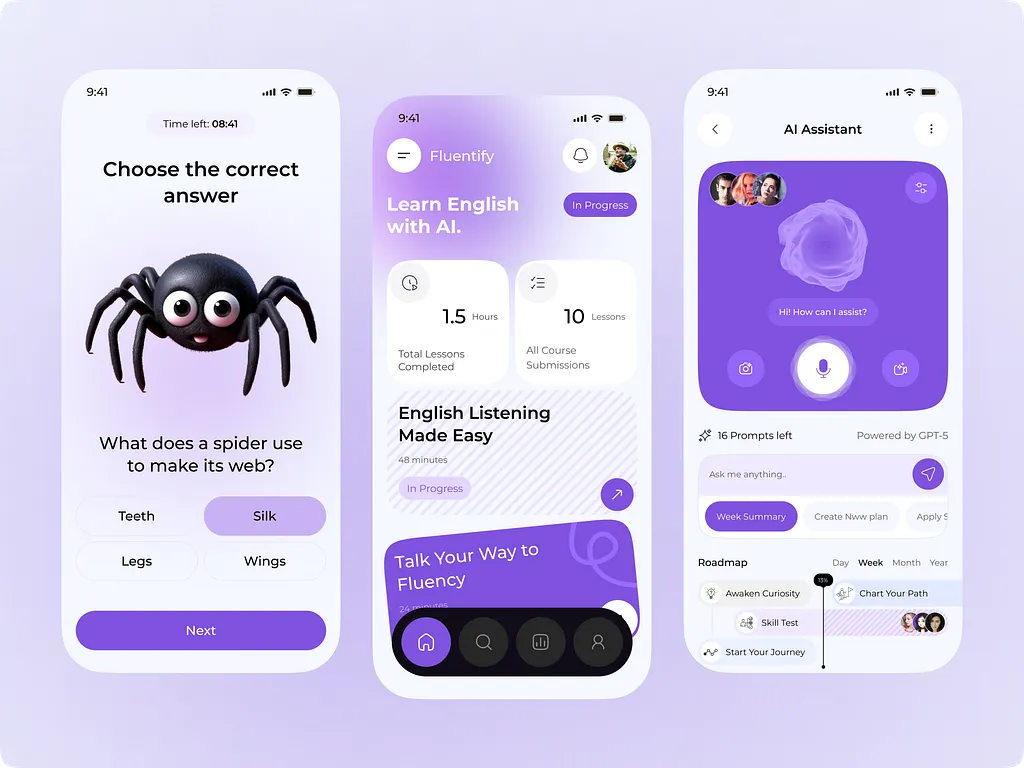 9:41
Time left: 08:41
Choose the correct
answer
What does a spider use
to make its web?
Teeth
Silk
Legs
Wings
Next
9:41
Fluentify
Learn English
with AI.
In Progress
1.5 Hours
Total Lessons
Completed
10 Lessons
All Course
Submissions
English Listening
Made Easy
48 minutes
In Progress
Talk Your Way to
Fluency
24 minutes
9:41
AI Assistant
Hi! How can I assist?
16 Prompts left
Powered by GPT-5
Ask me anything..
Week Summary
Create Nww plan
Apply S
Roadmap
Day Week Month Year
13%
Awaken Curiosity
Chart Your Path
Skill Test
Start Your Journey